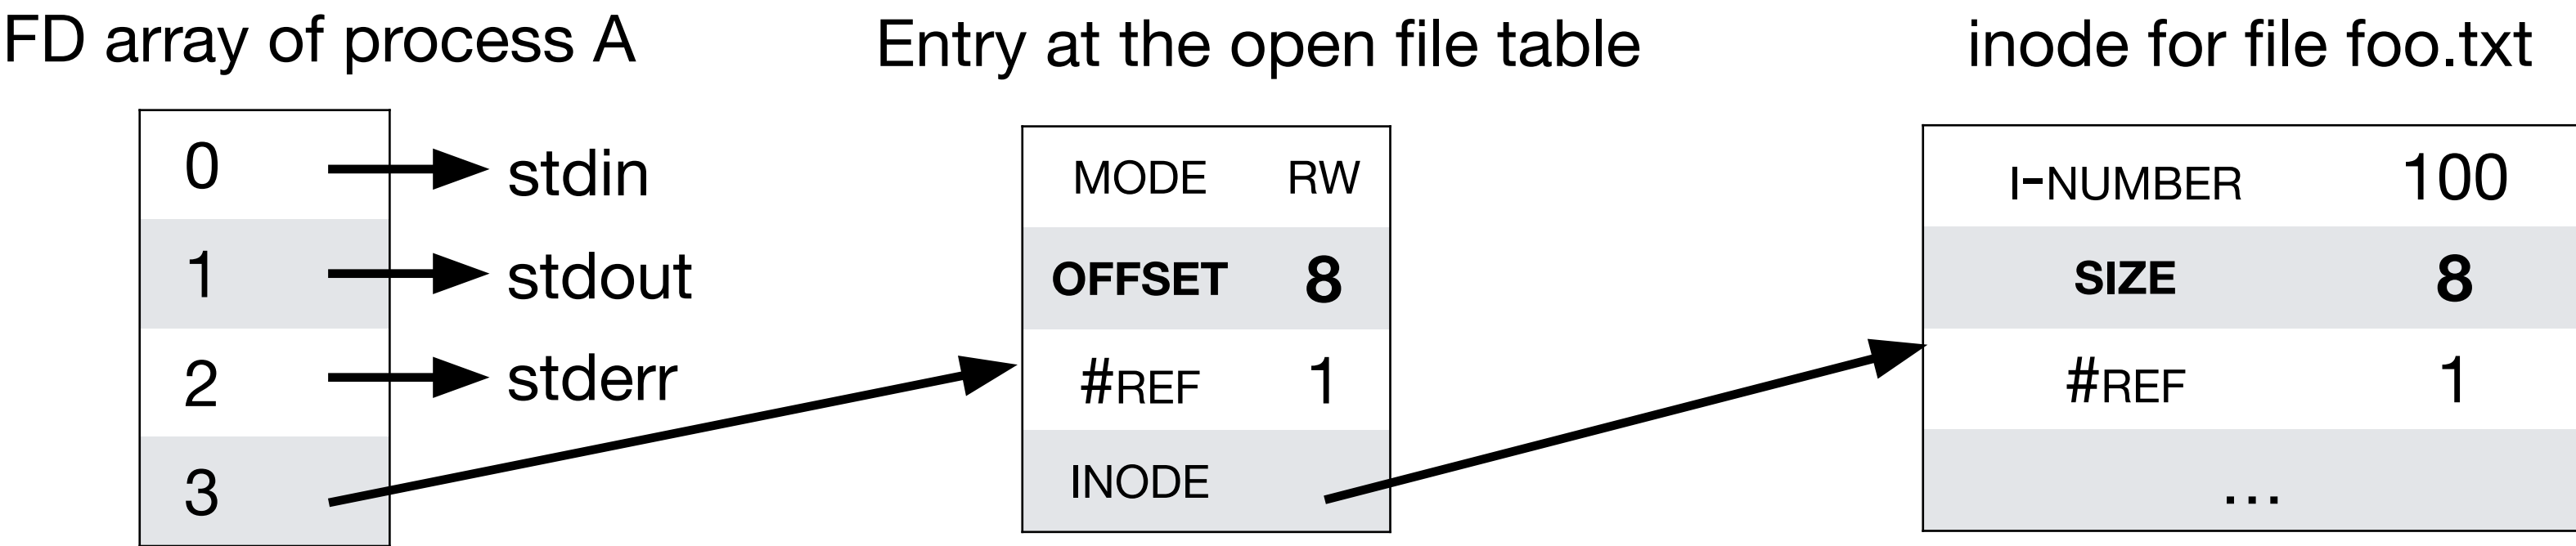 FD array of process A
0 stdin
1 stdout
2 stderr
3
Entry at the open file table
MODE RW
OFFSET 8
#REF 1
INODE
inode for file foo.txt
I-NUMBER 100
SIZE 8
#REF 1
...